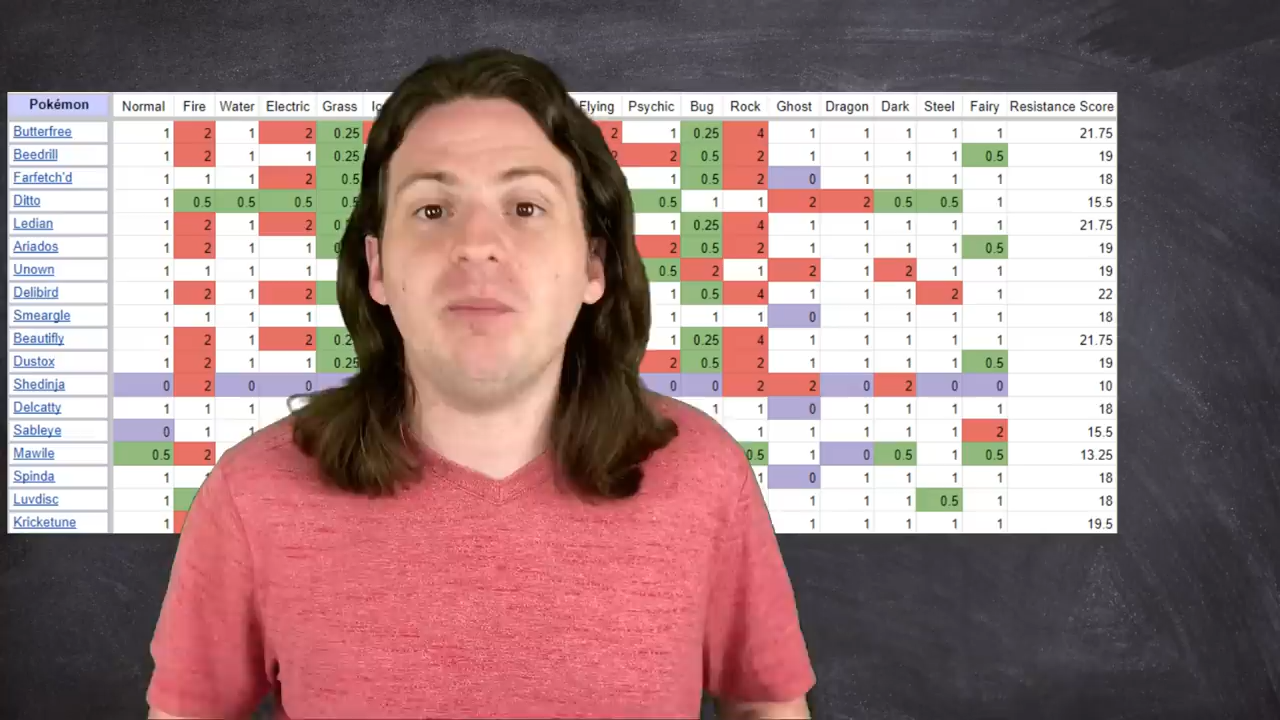 Pokémon Normal Fire Water Electric Grass Flying Psychic Bug Rock Ghost Dragon Dark Steel Fairy Resistance Score
Butterfree 1 2 1 2 0.25 2 1 0.25 4 1 1 1 1 1 21.75
Beedrill 1 2 1 1 0.25 2 0.5 2 1 1 1 1 0.5 19
Farfetch'd 1 1 1 2 0.5 1 0.5 2 0 1 1 1 1 18
Ditto 1 0.5 0.5 0.5 0.5 1 1 2 2 0.5 0.5 1 15.5
Ledian 1 2 1 2 1 0.25 4 1 1 1 1 1 21.75
Ariados 1 2 1 1 2 0.5 2 1 1 1 1 0.5 19
Unown 1 1 1 1 0.5 2 1 2 1 2 1 1 19
Delibird 1 2 1 2 1 0.5 4 1 1 1 2 1 22
Smeargle 1 1 1 1 1 1 1 0 1 1 1 1 18
Beautifly 1 2 1 2 1 0.25 4 1 1 1 1 1 21.75
Dustox 1 2 1 1 0.25 2 0.5 2 1 1 1 1 0.5 19
Shedinja 0 2 0 0 0 0 2 2 0 2 0 0 10
Delcatty 1 1 1 1 1 0 1 1 1 1 18
Sableye 0 1 1 1 1 1 1 2 15.5
Mawile 0.5 2 0.5 1 0 0.5 1 0.5 13.25
Spinda 1 1 1 0 1 1 1 1 18
Luvdisc 1 1 1 1 0.5 1 18
Kricketune 1 1 1 1 1 1 19.5